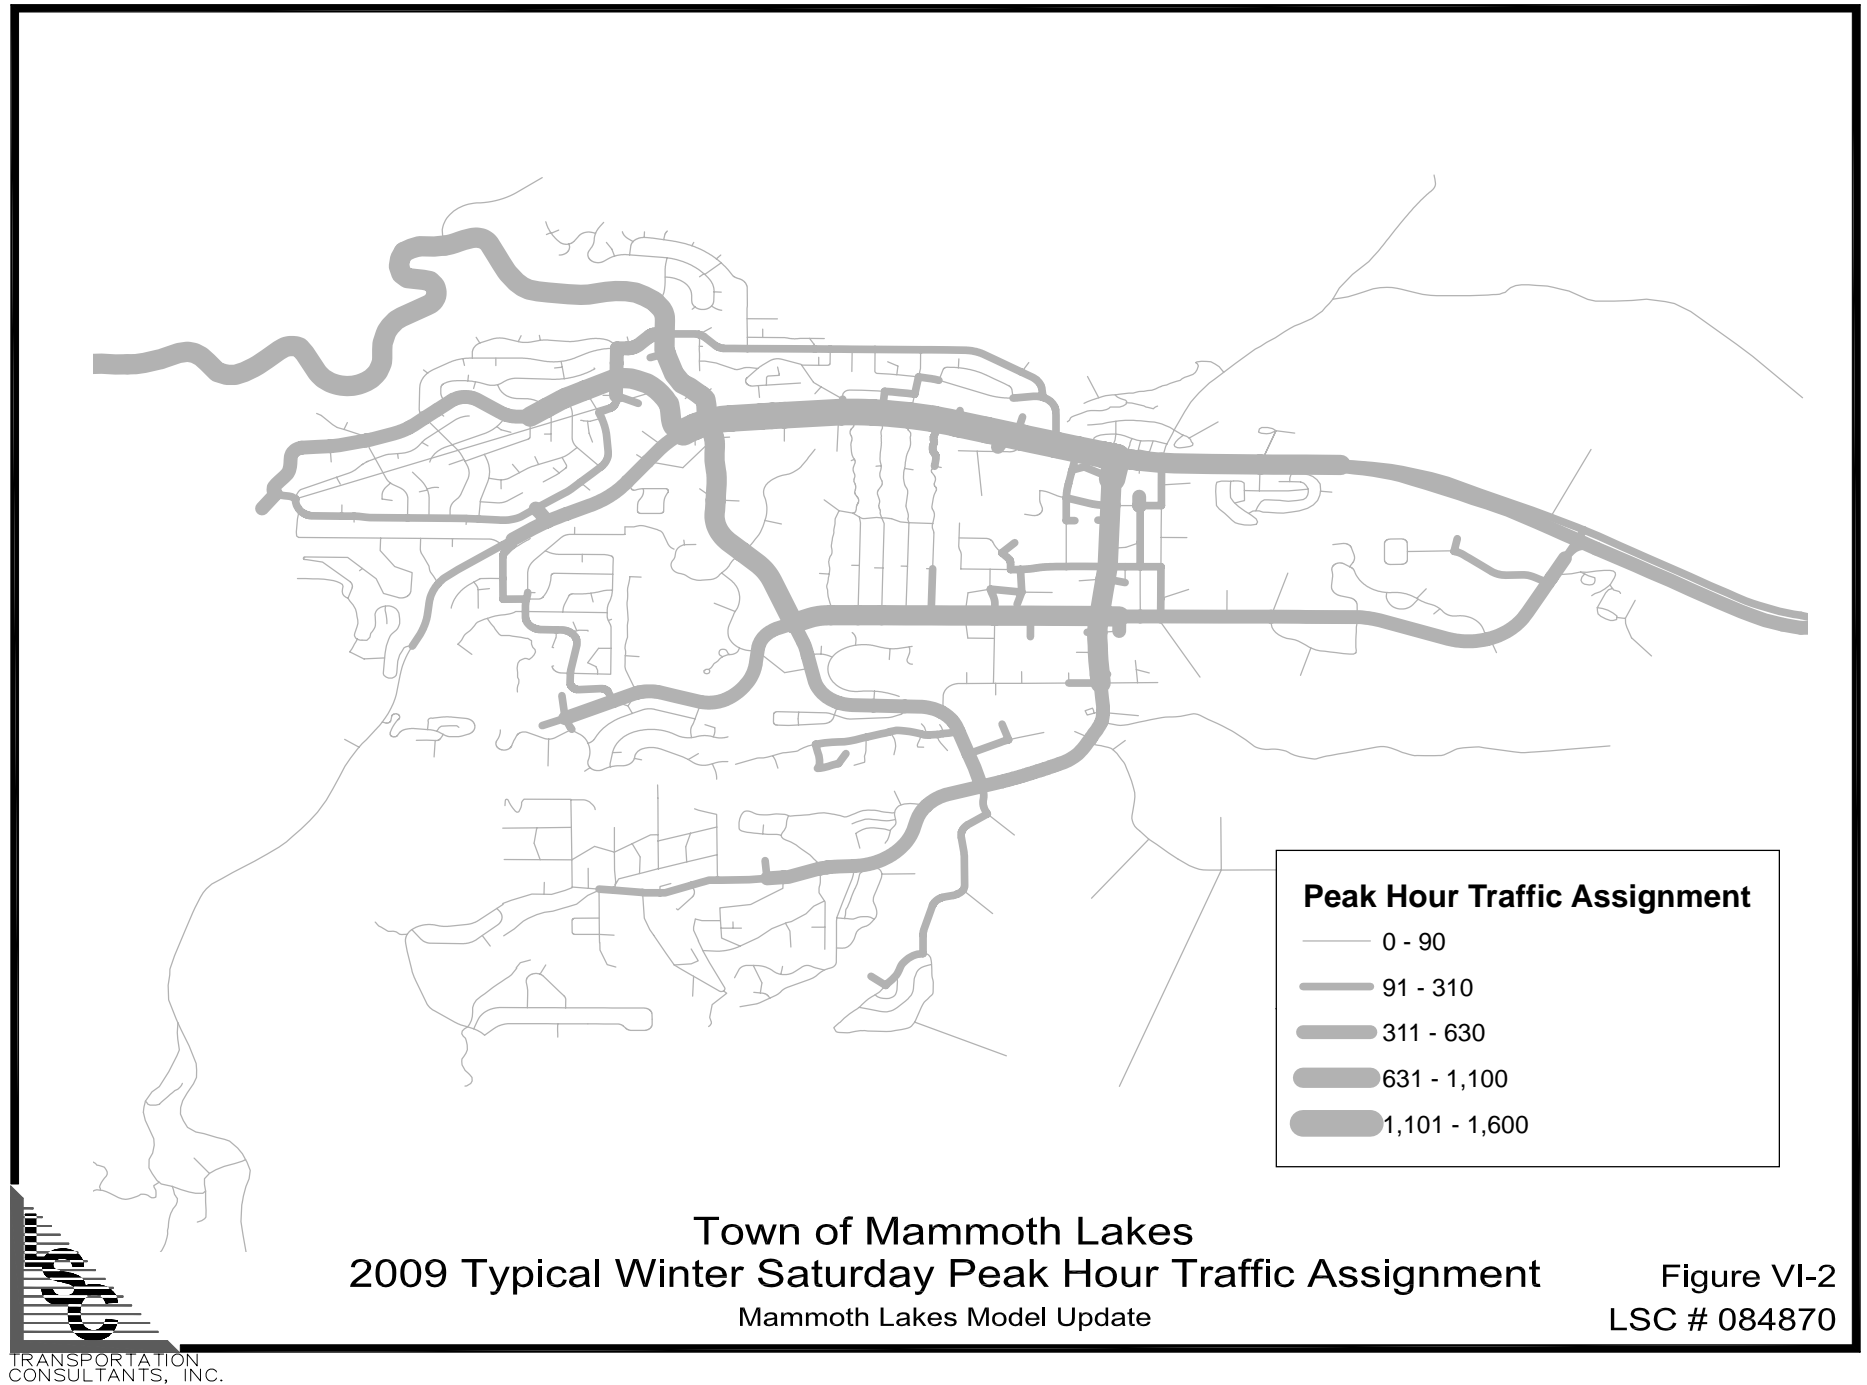 Peak Hour Traffic Assignment
0 - 90
91 - 310
311 - 630
631 - 1,100
1,101 - 1,600
Town of Mammoth Lakes
2009 Typical Winter Saturday Peak Hour Traffic Assignment
Mammoth Lakes Model Update
Figure VI-2
LSC # 084870
LSC
TRANSPORTATION
CONSULTANTS, INC.